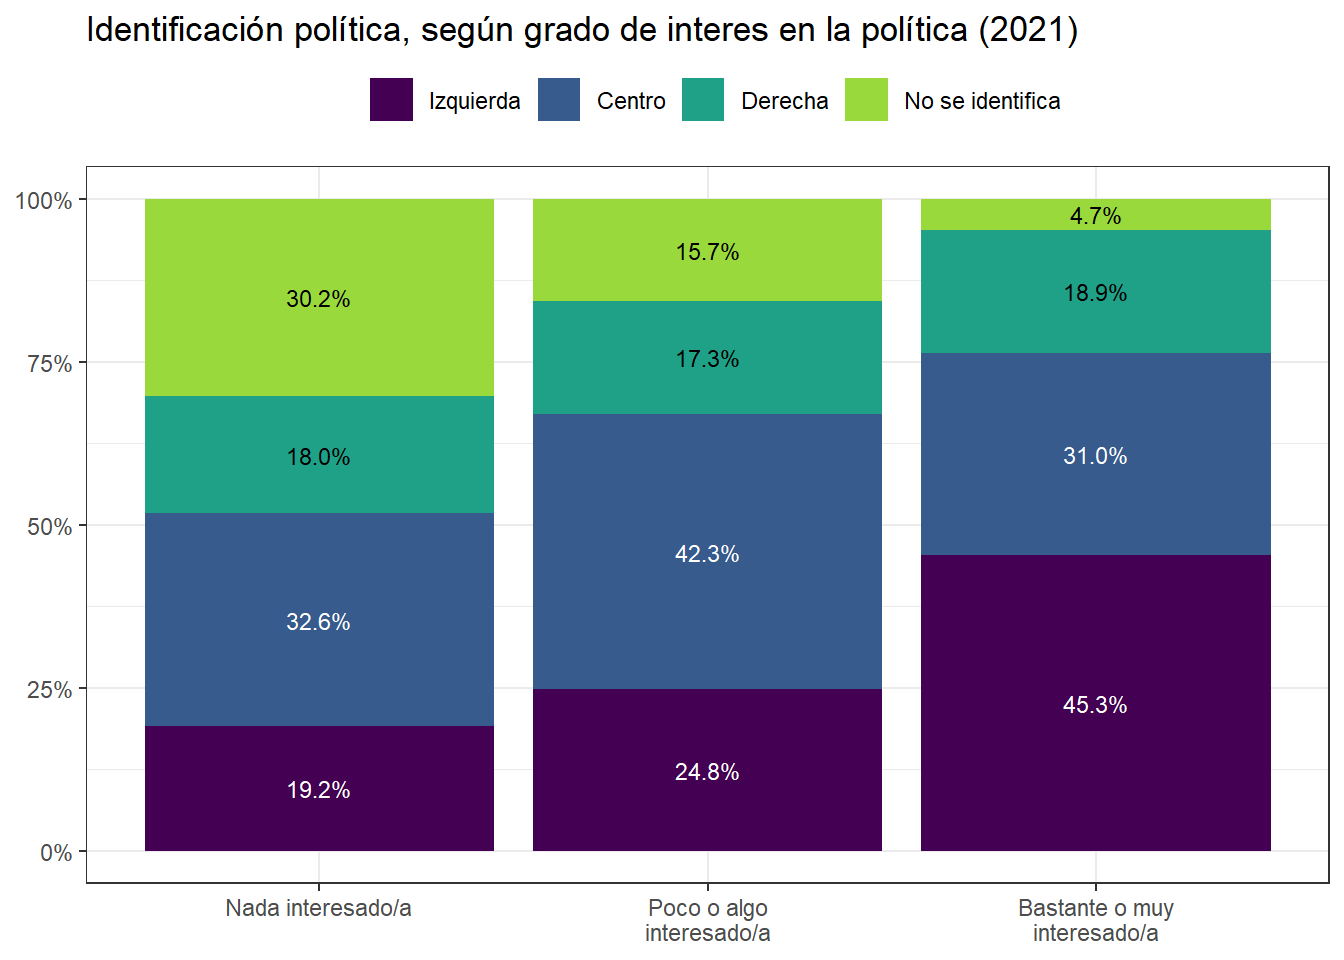 Identificación política, según grado de interes en la política (2021)
Izquierda Centro Derecha No se identifica
100%
75%
50%
25%
0%
30.2%
18.0%
32.6%
19.2%
15.7%
17.3%
42.3%
24.8%
4.7%
18.9%
31.0%
45.3%
Nada interesado/a
Poco o algo
interesado/a
Bastante o muy
interesado/a